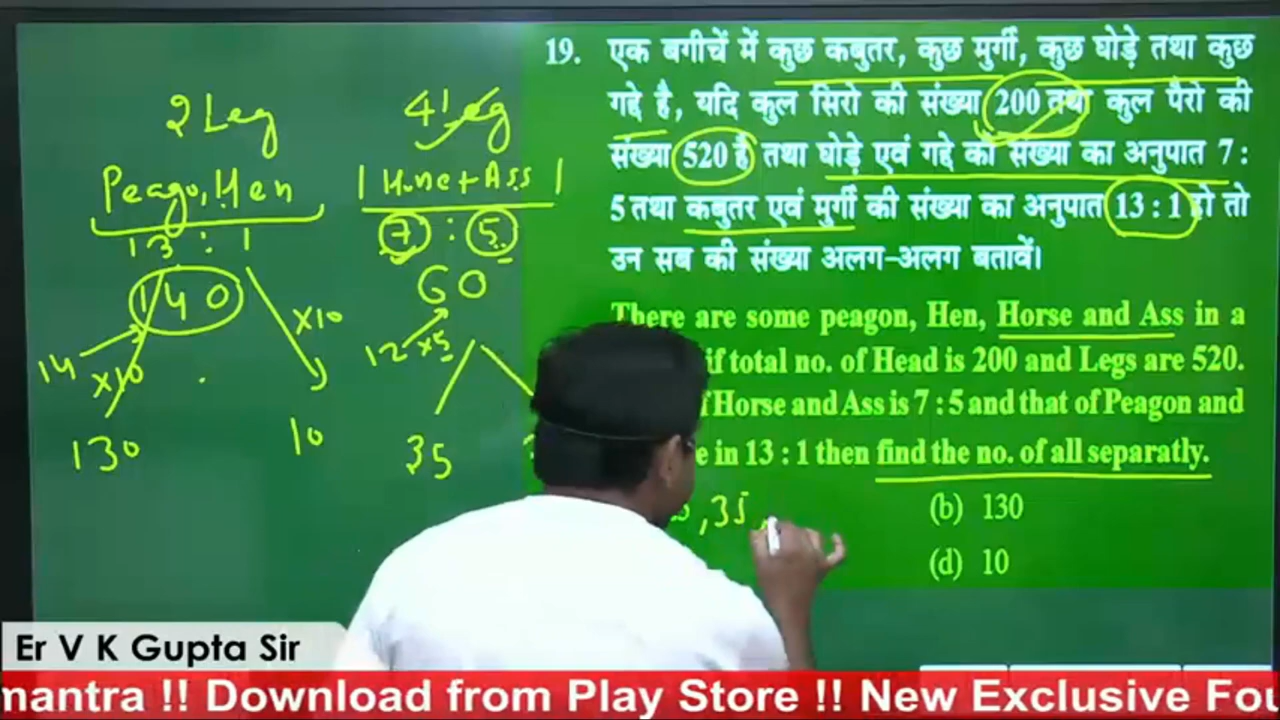 19. एक बगीचें में कुछ कबुतर, कुछ मुर्गी, कुछ घोड़े तथा कुछ
गद्दे है, यदि कुल सिरो की संख्या 200 तथा कुल पैरो की
संख्या 520 है तथा घोड़े एवं गद्दे की संख्या का अनुपात 7 :
5 तथा कबुतर एवं मुर्गी की संख्या का अनुपात 13 : 1 हो तो
उन सब की संख्या अलग-अलग बतावें।
There are some peagon, Hen, Horse and Ass in a
if total no. of Head is 200 and Legs are 520.
Horse and Ass is 7 : 5 and that of Peagon and
in 13 : 1 then find the no. of all separatly.
, 35
(b) 130
(d) 10
2 Leg
Peago, Hen
13 : 1
140
14 x10
x10
130
10
4 Leg
Horse + Ass
7 : 5
60
12 x5
35
Er V K Gupta Sir
mantra !! Download from Play Store !! New Exclusive Fou